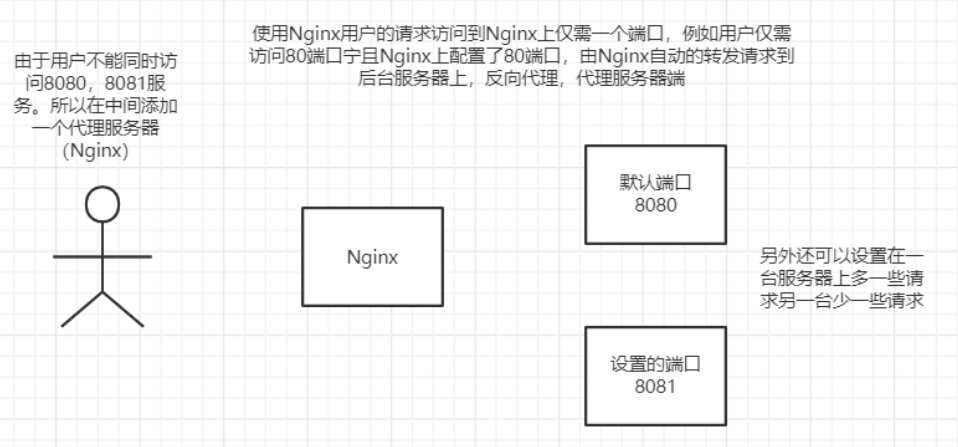 由于用户不能同时访
问8080，8081服
务。所以在中间添加
一个代理服务器
（Nginx）
使用Nginx用户的请求访问到Nginx上仅需一个端口，例如用户仅需
访问80端口宁且Nginx上配置了80端口，由Nginx自动的转发请求到
后台服务器上，反向代理，代理服务器端
Nginx
默认端口
8080
设置的端口
8081
另外还可以设置在一
台服务器上多一些请
求另一台少一些请求